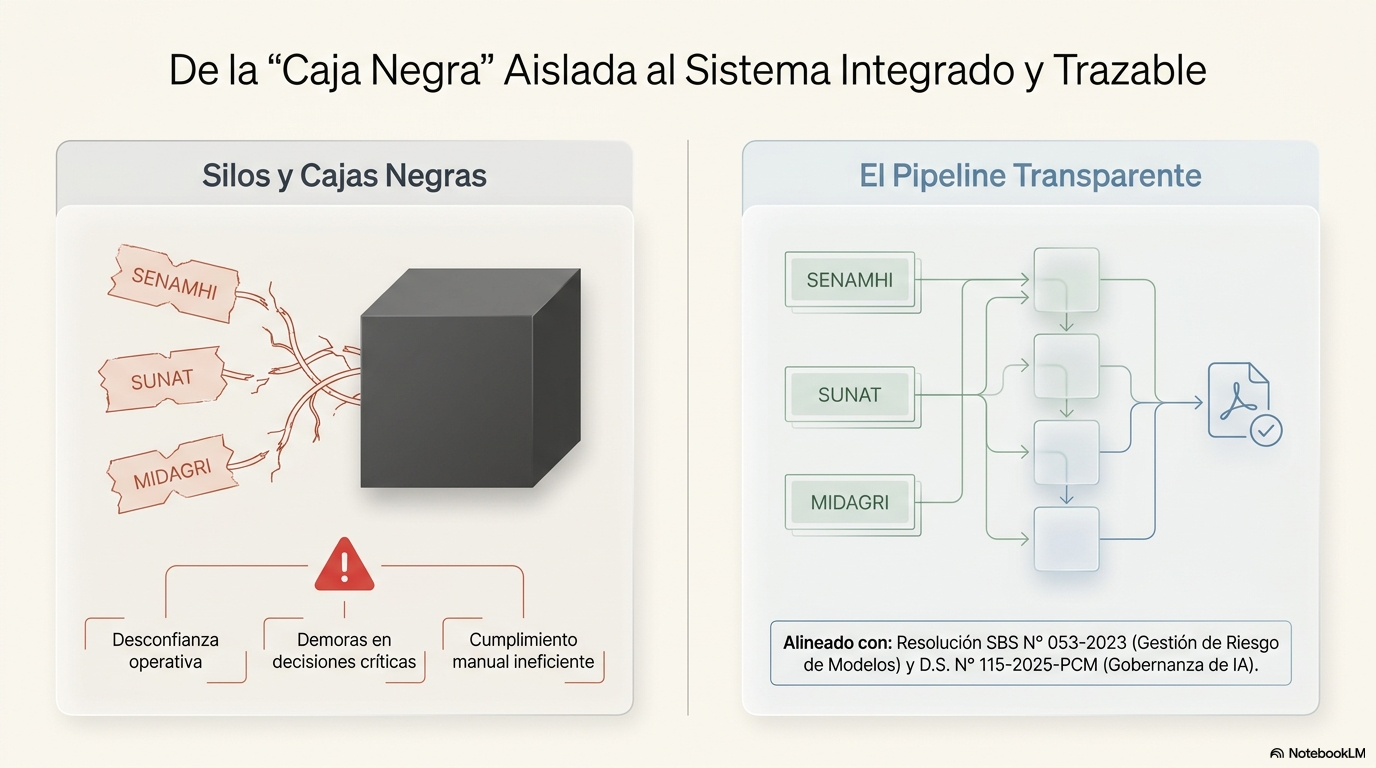 De la “Caja Negra” Aislada al Sistema Integrado y Trazable
Silos y Cajas Negras
SENAMHI
SUNAT
MIDAGRI
Desconfianza
operativa
Demoras en
decisiones críticas
Cumplimiento
manual ineficiente
El Pipeline Transparente
SENAMHI
SUNAT
MIDAGRI
Alineado con: Resolución SBS N° 053-2023 (Gestión de Riesgo
de Modelos) y D.S. N° 115-2025-PCM (Gobernanza de IA).
NotebookLM